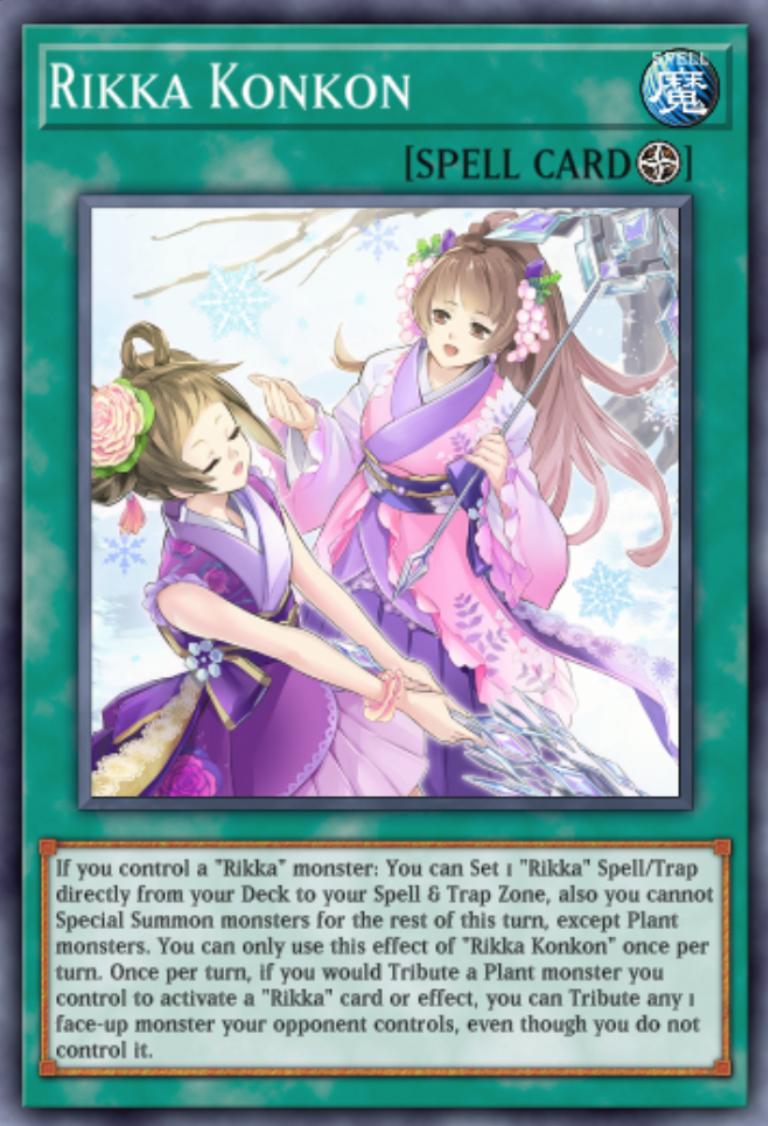 RIKKA KONKON
SPELL
魔
[SPELL CARD]
If you control a "Rikka" monster: You can Set 1 "Rikka" Spell/Trap
directly from your Deck to your Spell & Trap Zone, also you cannot
Special Summon monsters for the rest of this turn, except Plant
monsters. You can only use this effect of "Rikka Konkon" once per
turn. Once per turn, if you would Tribute a Plant monster you
control to activate a "Rikka" card or effect, you can Tribute any 1
face-up monster your opponent controls, even though you do not
control it.